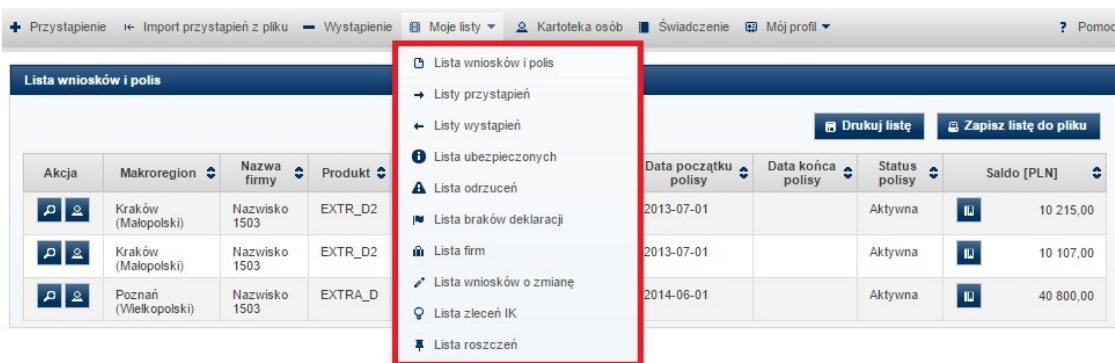 Przystąpienie Import przystąpień z pliku Wystąpienie Moje listy Kartoteka osób Świadczenie Mój profil ? Pomoc
Lista wniosków i polis
Lista wniosków i polis
Listy przystąpień
Listy wystąpień
Lista ubezpieczonych
Lista odrzuceń
Lista braków deklaracji
Lista firm
Lista wniosków o zmianę
Lista zleceń IK
Lista roszczeń
Drukuj listę Zapisz listę do pliku
Akcja Makroregion Nazwa firmy Produkt Data początku polisy Data końca polisy Status polisy Saldo [PLN]
Kraków (Małopolski) Nazwisko 1503 EXTR_D2 2013-07-01 Aktywna 10 215,00
Kraków (Małopolski) Nazwisko 1503 EXTR_D2 2013-07-01 Aktywna 10 107,00
Poznań (Wielkopolski) Nazwisko 1503 EXTRA_D 2014-06-01 Aktywna 40 800,00